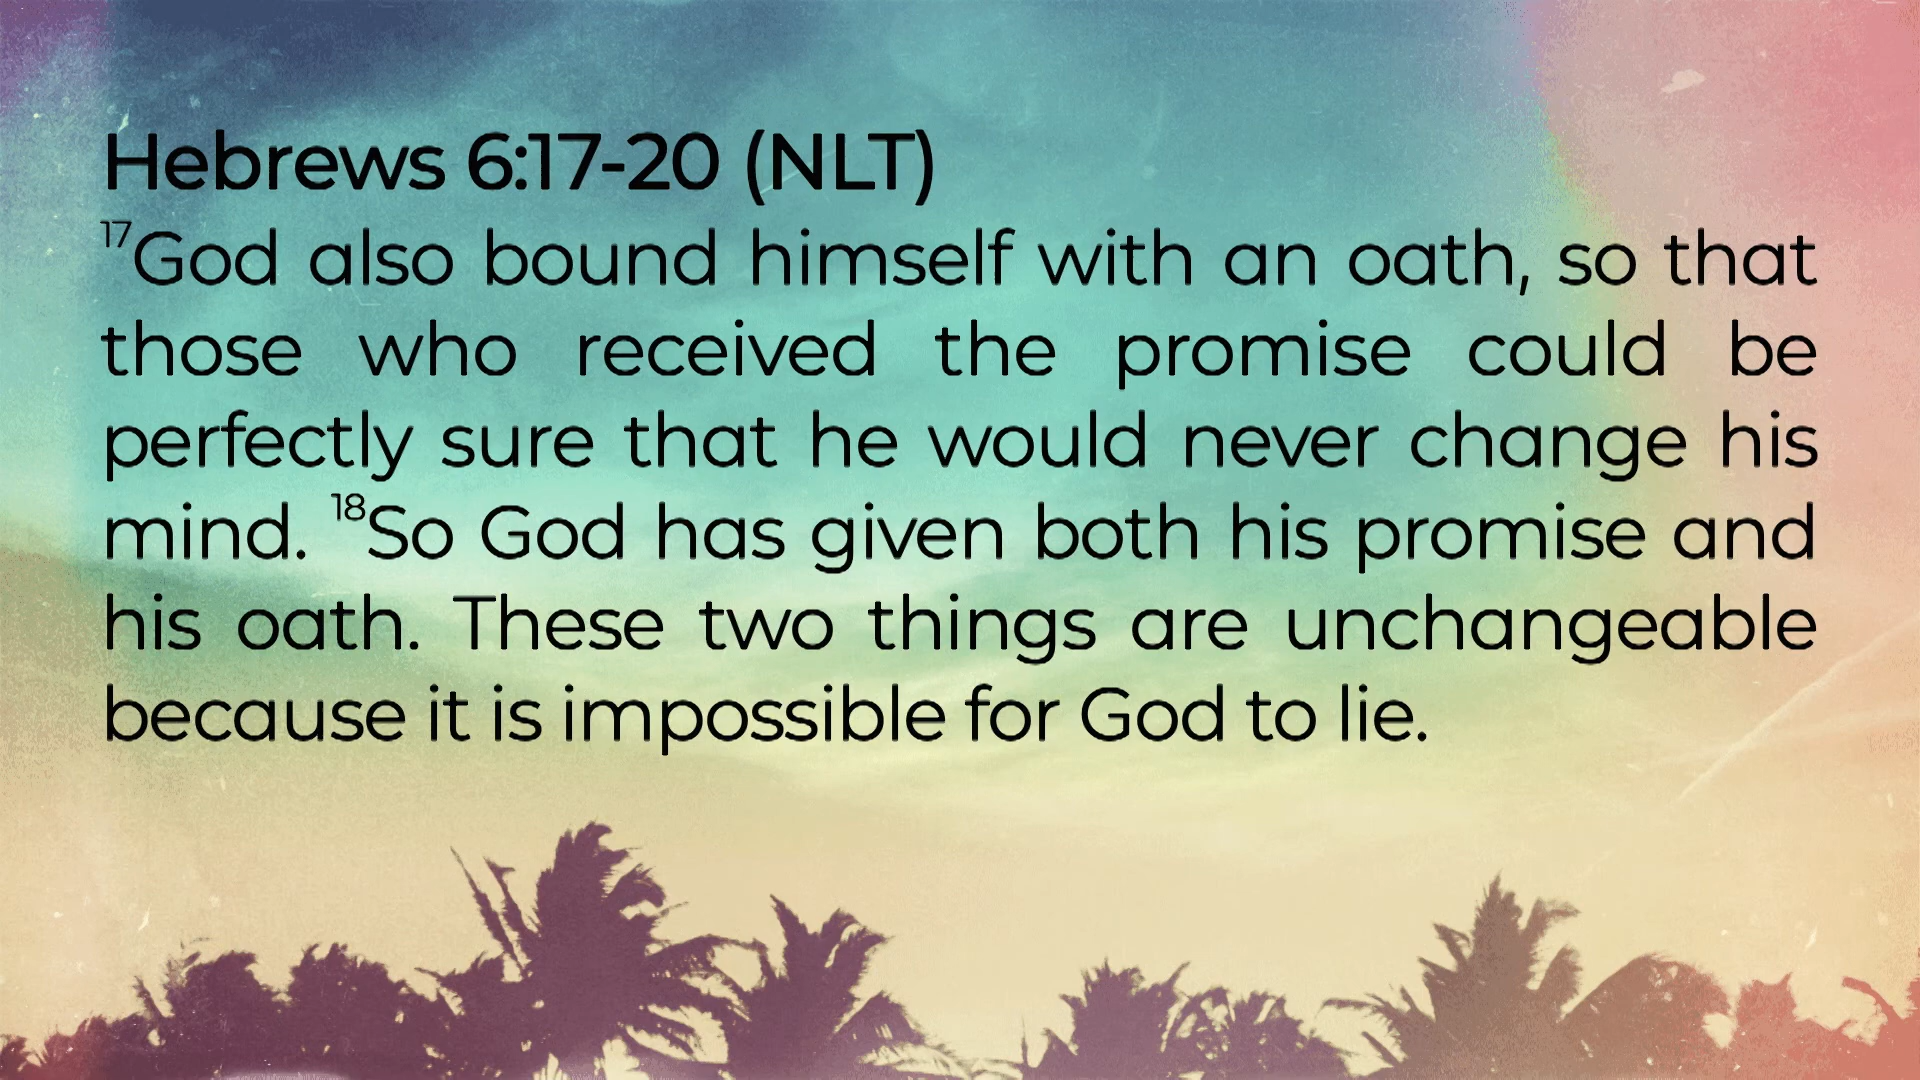 Hebrews 6:17-20 (NLT)
17God also bound himself with an oath, so that
those who received the promise could be
perfectly sure that he would never change his
mind. 18So God has given both his promise and
his oath. These two things are unchangeable
because it is impossible for God to lie.